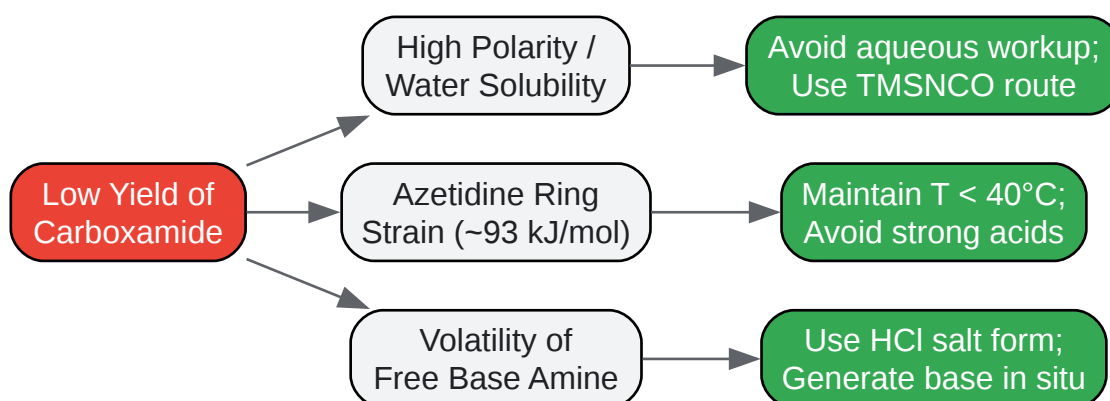 High Polarity /
Water Solubility
Avoid aqueous workup;
Use TMSNCO route
Low Yield of
Carboxamide
Azetidine Ring
Strain (~93 kJ/mol)
Maintain T < 40°C;
Avoid strong acids
Volatility of
Free Base Amine
Use HCl salt form;
Generate base in situ